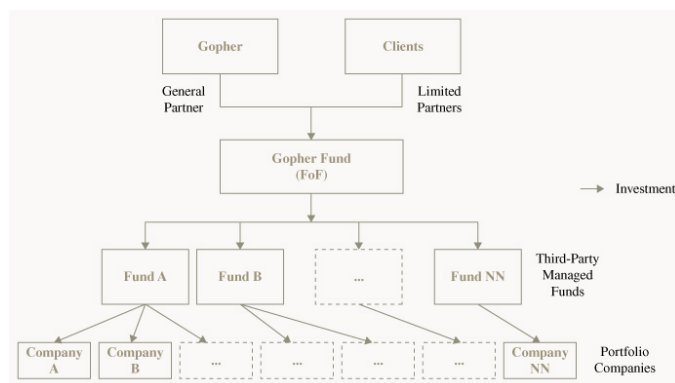 Gopher
Clients
General
Partner
Limited
Partners
Gopher Fund
(FoF)
Investment
Fund A
Fund B
...
Fund NN
Third-Party
Managed
Funds
Company
A
Company
B
...
...
...
...
Company
NN
Portfolio
Companies